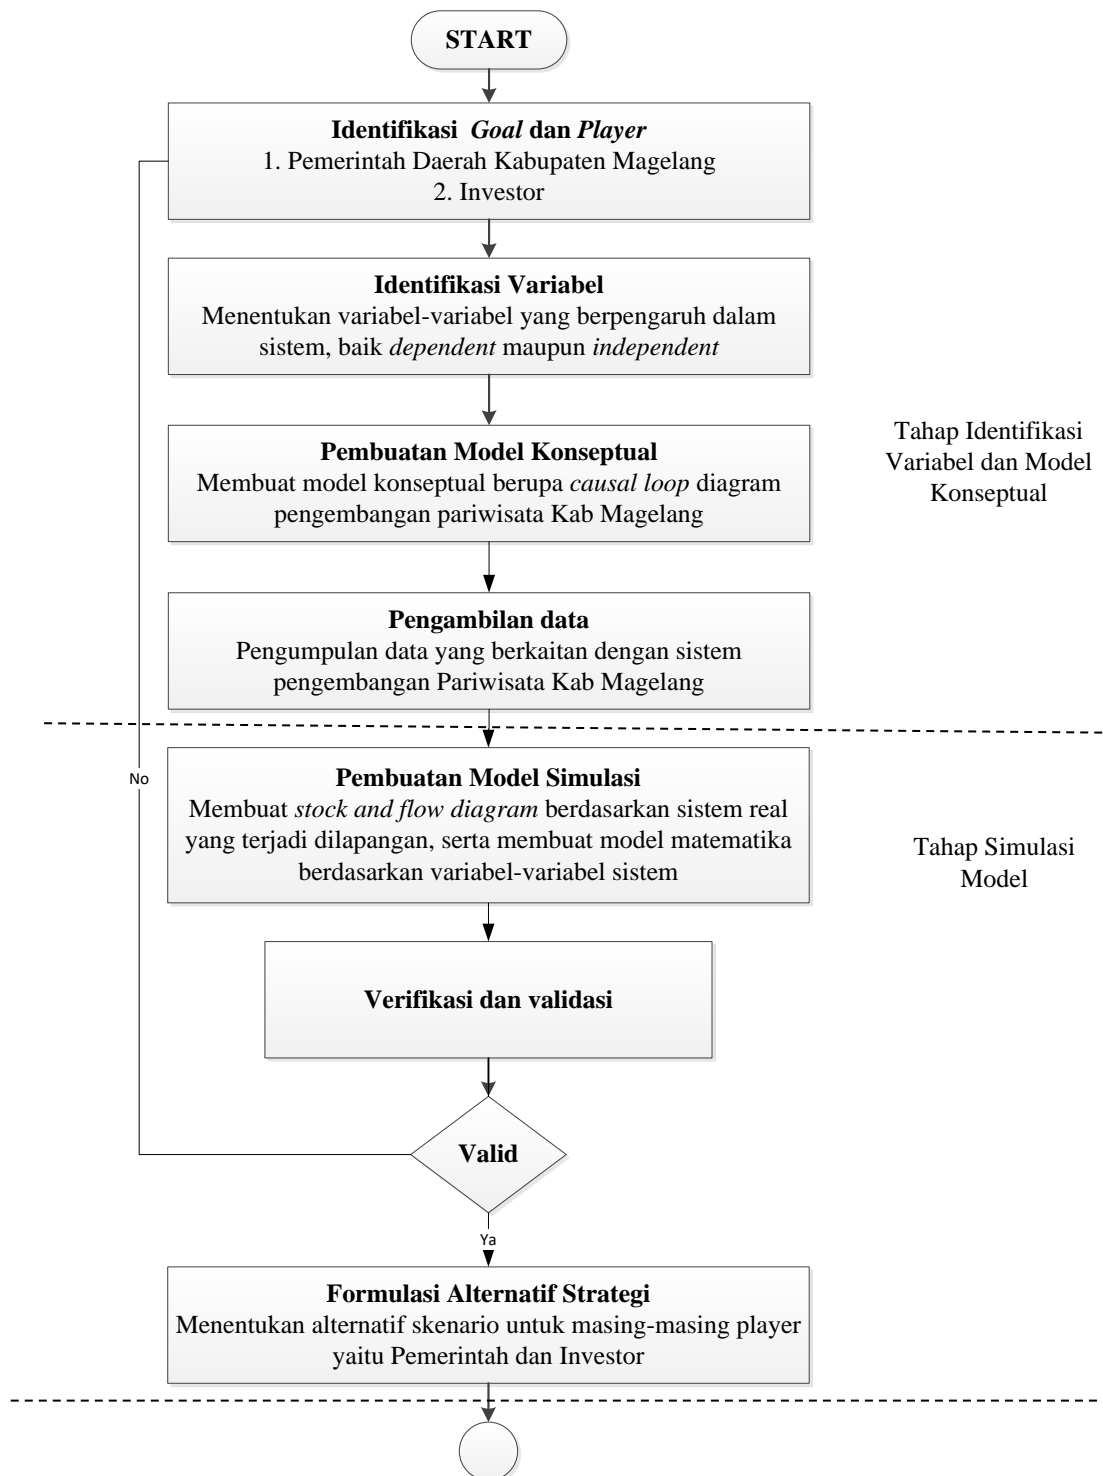 START
Identifikasi Goal dan Player
1. Pemerintah Daerah Kabupaten Magelang
2. Investor
Identifikasi Variabel
Menentukan variabel-variabel yang berpengaruh dalam
sistem, baik dependent maupun independent
Pembuatan Model Konseptual
Membuat model konseptual berupa causal loop diagram
pengembangan pariwisata Kab Magelang
Tahap Identifikasi
Variabel dan Model
Konseptual
Pengambilan data
Pengumpulan data yang berkaitan dengan sistem
pengembangan Pariwisata Kab Magelang
No
Pembuatan Model Simulasi
Membuat stock and flow diagram berdasarkan sistem real
yang terjadi dilapangan, serta membuat model matematika
berdasarkan variabel-variabel sistem
Tahap Simulasi
Model
Verifikasi dan validasi
Valid
Ya
Formulasi Alternatif Strategi
Menentukan alternatif skenario untuk masing-masing player
yaitu Pemerintah dan Investor